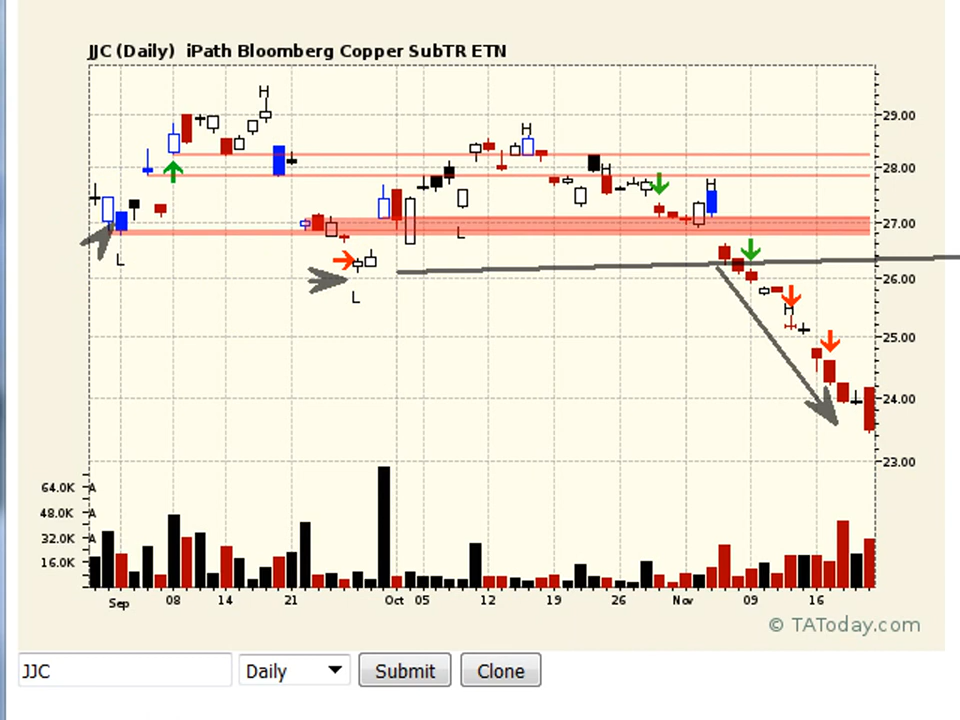 JJC (Daily)  iPath Bloomberg Copper SubTR ETN
H
H
H
H
H
L
L
L
29.00
28.00
27.00
26.00
25.00
24.00
23.00
64.0K A
48.0K A
32.0K A
16.0K
Sep 08 14 21 Oct 05 12 19 26 Nov 09 16
© TAToday.com
JJC Daily Submit Clone